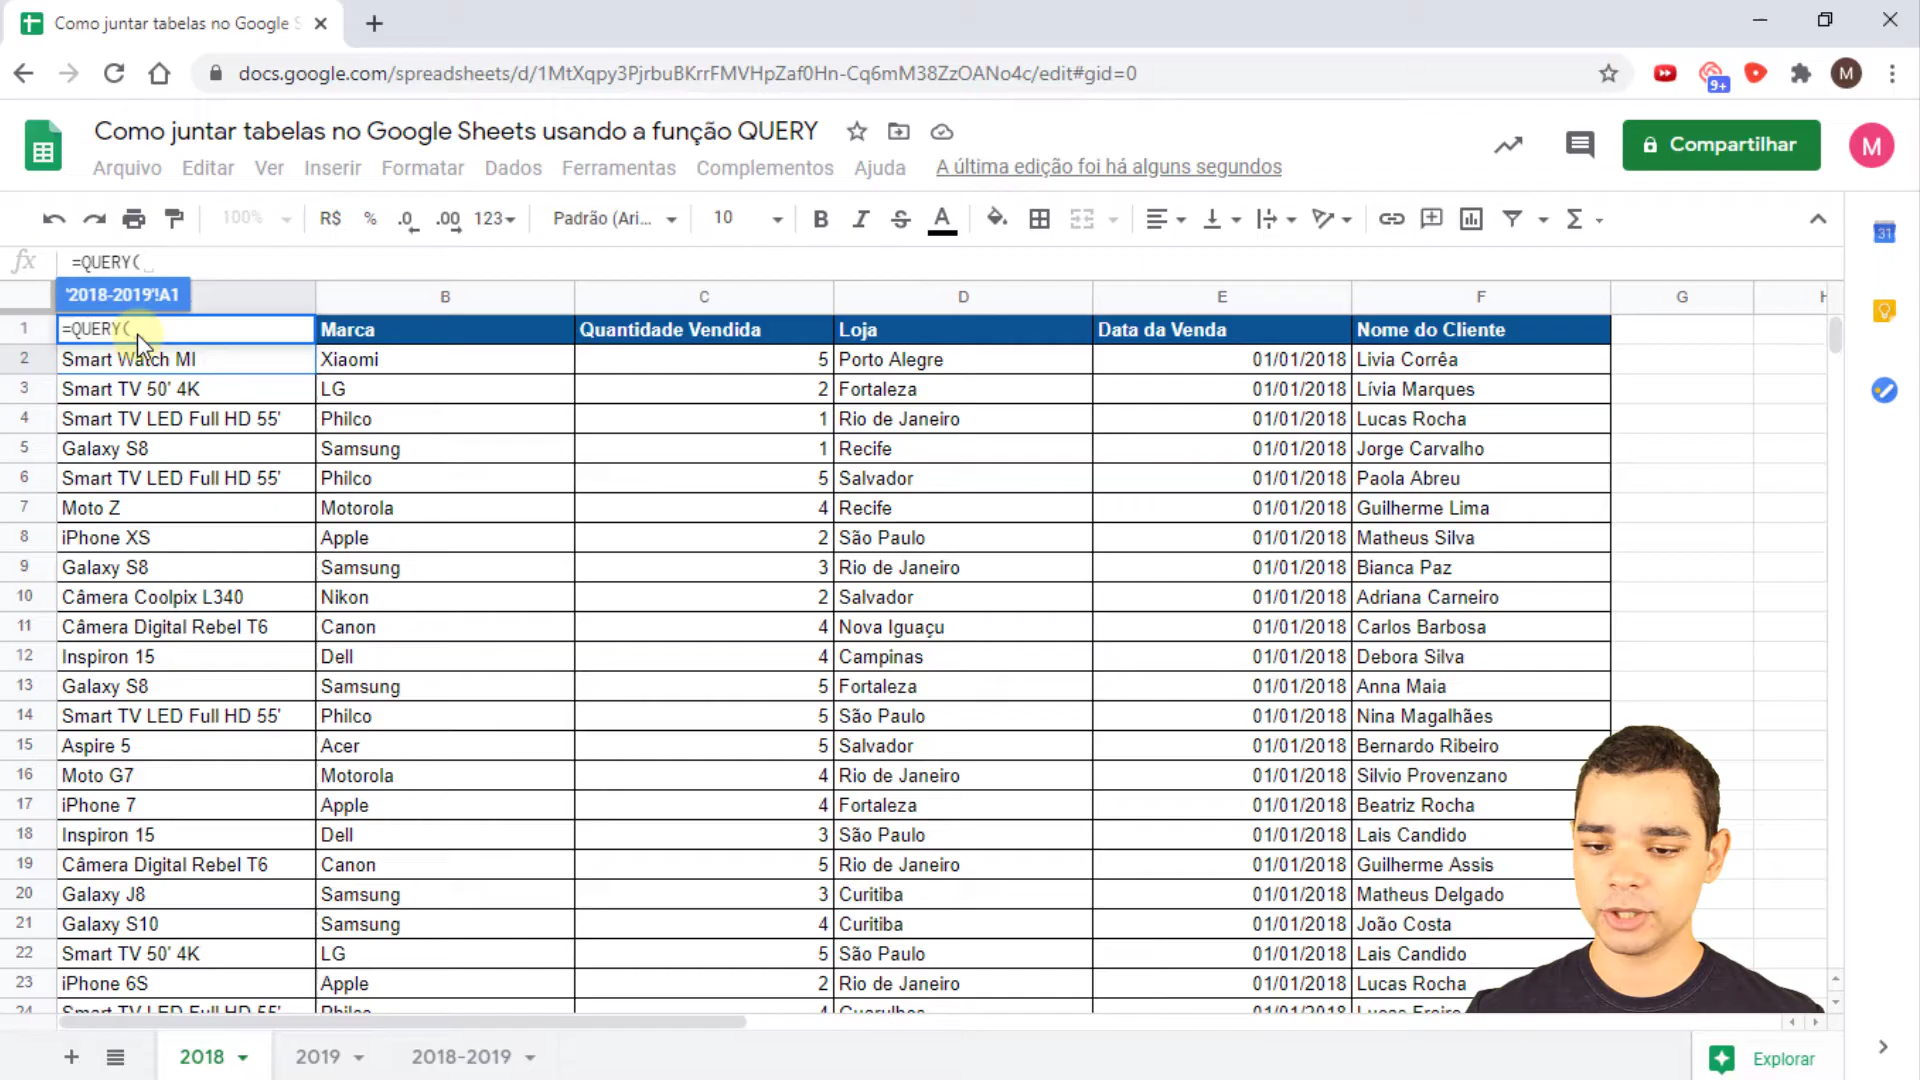 Como juntar tabelas no Google S
docs.google.com/spreadsheets/d/1MtXqpy3PjrbuBKrrFMVHpZaf0Hn-Cq6mM38ZzOANo4c/edit#gid=0
9+
M
Como juntar tabelas no Google Sheets usando a função QUERY
Compartilhar
M
Arquivo Editar Ver Inserir Formatar Dados Ferramentas Complementos Ajuda A última edição foi há alguns segundos
100% R$ % .0 .00 123 Padrão (Ari... 10 B I S A Σ
31
fx =QUERY(
'2018-2019'!A1
B C D E F G H
1 =QUERY( Marca Quantidade Vendida Loja Data da Venda Nome do Cliente
2 Smart Watch MI Xiaomi 5 Porto Alegre 01/01/2018 Livia Corrêa
3 Smart TV 50' 4K LG 2 Fortaleza 01/01/2018 Lívia Marques
4 Smart TV LED Full HD 55' Philco 1 Rio de Janeiro 01/01/2018 Lucas Rocha
5 Galaxy S8 Samsung 1 Recife 01/01/2018 Jorge Carvalho
6 Smart TV LED Full HD 55' Philco 5 Salvador 01/01/2018 Paola Abreu
7 Moto Z Motorola 4 Recife 01/01/2018 Guilherme Lima
8 iPhone XS Apple 2 São Paulo 01/01/2018 Matheus Silva
9 Galaxy S8 Samsung 3 Rio de Janeiro 01/01/2018 Bianca Paz
10 Câmera Coolpix L340 Nikon 2 Salvador 01/01/2018 Adriana Carneiro
11 Câmera Digital Rebel T6 Canon 4 Nova Iguaçu 01/01/2018 Carlos Barbosa
12 Inspiron 15 Dell 4 Campinas 01/01/2018 Debora Silva
13 Galaxy S8 Samsung 5 Fortaleza 01/01/2018 Anna Maia
14 Smart TV LED Full HD 55' Philco 5 São Paulo 01/01/2018 Nina Magalhães
15 Aspire 5 Acer 5 Salvador 01/01/2018 Bernardo Ribeiro
16 Moto G7 Motorola 4 Rio de Janeiro 01/01/2018 Silvio Provenzano
17 iPhone 7 Apple 4 Fortaleza 01/01/2018 Beatriz Rocha
18 Inspiron 15 Dell 3 São Paulo 01/01/2018 Lais Candido
19 Câmera Digital Rebel T6 Canon 5 Rio de Janeiro 01/01/2018 Guilherme Assis
20 Galaxy J8 Samsung 3 Curitiba 01/01/2018 Matheus Delgado
21 Galaxy S10 Samsung 4 Curitiba 01/01/2018 João Costa
22 Smart TV 50' 4K LG 5 São Paulo 01/01/2018 Lais Candido
23 iPhone 6S Apple 2 Rio de Janeiro 01/01/2018 Lucas Rocha
24 Smart TV LED Full HD 55' Philco 4 Guarulhos 01/01/2018 Lucas Freire
2018 2019 2018-2019 Explorar